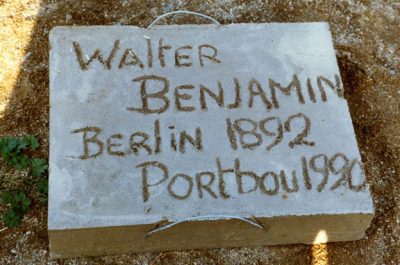 Walter
BENJAMIN
Berlin 1892
Portbou 1990